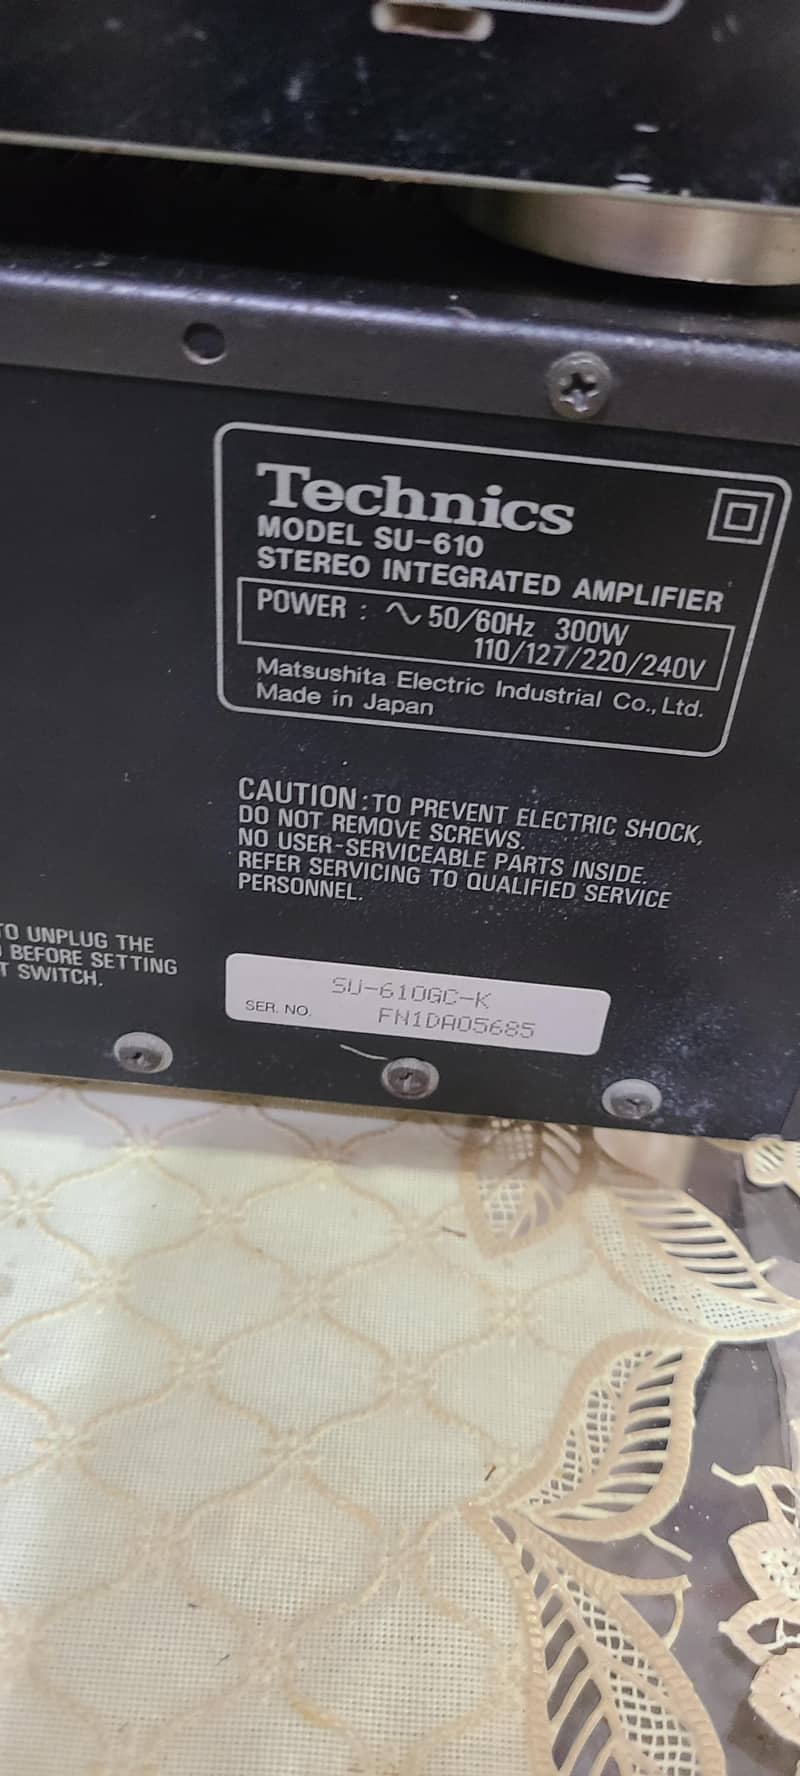 Technics
MODEL SU-610
STEREO INTEGRATED AMPLIFIER
POWER : ∿ 50/60Hz 300W
110/127/220/240V
Matsushita Electric Industrial Co., Ltd.
Made in Japan
CAUTION : TO PREVENT ELECTRIC SHOCK,
DO NOT REMOVE SCREWS.
NO USER-SERVICEABLE PARTS INSIDE.
REFER SERVICING TO QUALIFIED SERVICE
PERSONNEL.
TO UNPLUG THE
BEFORE SETTING
SWITCH.
SU-610GC-K
SER. NO. FN1DA05685